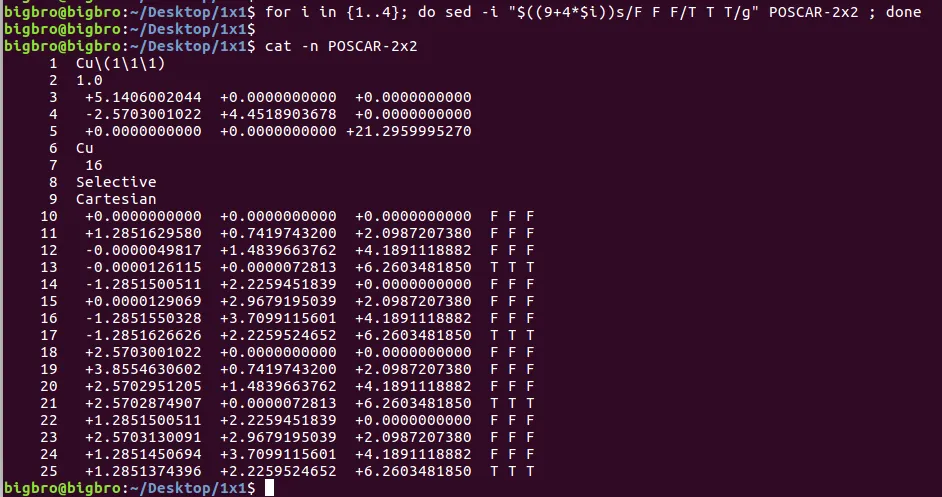 bigbro@bigbro:~/Desktop/1x1$ for i in {1..4}; do sed -i "$((9+4*$i))s/F F F/T T T/g" POSCAR-2x2 ; done
bigbro@bigbro:~/Desktop/1x1$
bigbro@bigbro:~/Desktop/1x1$ cat -n POSCAR-2x2
1 Cu\(1\1\1)
2 1.0
3 +5.1406002044 +0.0000000000 +0.0000000000
4 -2.5703001022 +4.4518903678 +0.0000000000
5 +0.0000000000 +0.0000000000 +21.2959995270
6 Cu
7 16
8 Selective
9 Cartesian
10 +0.0000000000 +0.0000000000 +0.0000000000 F F F
11 +1.2851629580 +0.7419743200 +2.0987207380 F F F
12 -0.0000049817 +1.4839663762 +4.1891118882 F F F
13 -0.0000126115 +0.0000072813 +6.2603481850 T T T
14 -1.2851500511 +2.2259451839 +0.0000000000 F F F
15 +0.0000129069 +2.9679195039 +2.0987207380 F F F
16 -1.2851550328 +3.7099115601 +4.1891118882 F F F
17 -1.2851626626 +2.2259524652 +6.2603481850 T T T
18 +2.5703001022 +0.0000000000 +0.0000000000 F F F
19 +3.8554630602 +0.7419743200 +2.0987207380 F F F
20 +2.5702951205 +1.4839663762 +4.1891118882 F F F
21 +2.5702874907 +0.0000072813 +6.2603481850 T T T
22 +1.2851500511 +2.2259451839 +0.0000000000 F F F
23 +2.5703130091 +2.9679195039 +2.0987207380 F F F
24 +1.2851450694 +3.7099115601 +4.1891118882 F F F
25 +1.2851374396 +2.2259524652 +6.2603481850 T T T
bigbro@bigbro:~/Desktop/1x1$